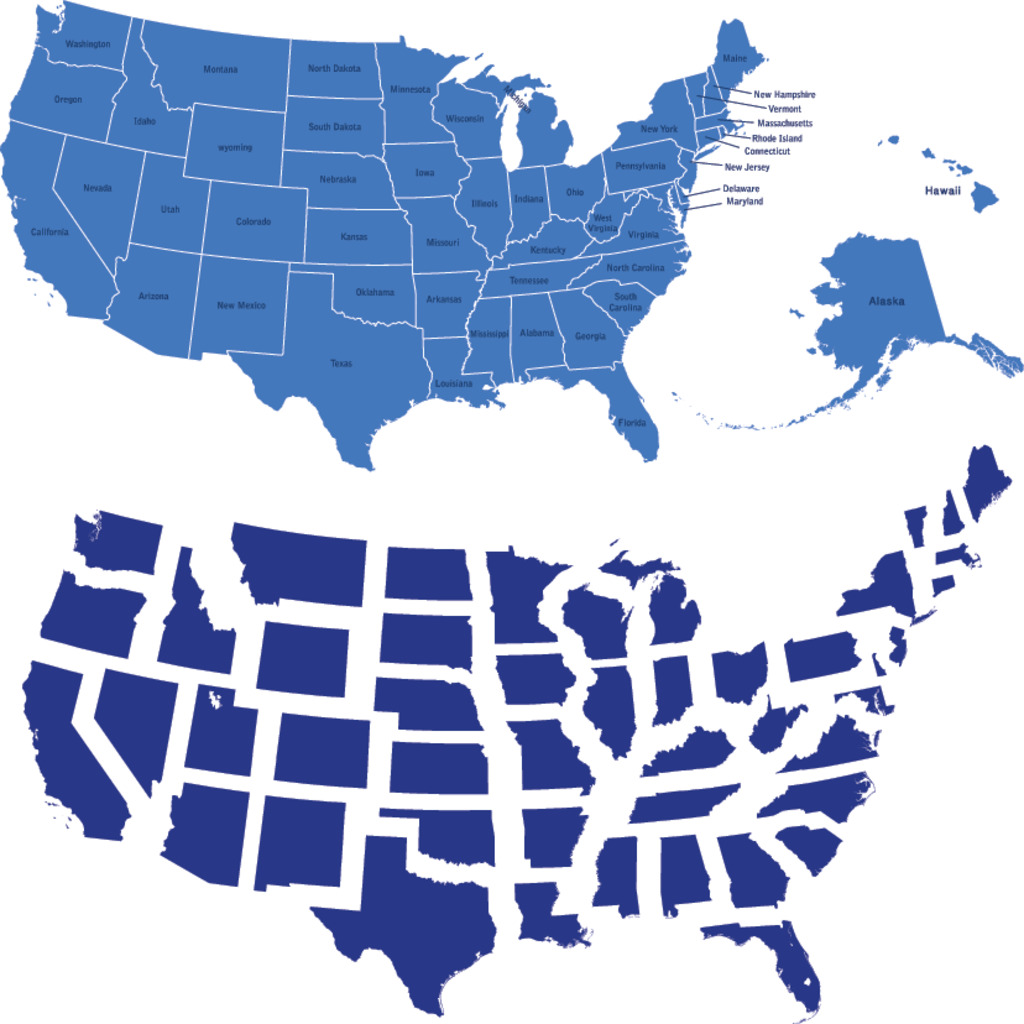 Washington
Montana
North Dakota
Minnesota
Maine
Oregon
Idaho
wyoming
South Dakota
Wisconsin
Michigan
New York
New Hampshire
Vermont
Massachusetts
Rhode Island
Connecticut
New Jersey
Pennsylvania
Delaware
Maryland
Hawaii
Nevada
Utah
Colorado
Nebraska
Iowa
Illinois
Indiana
Ohio
West
Virginia
Virginia
California
Kansas
Missouri
Kentucky
Arizona
New Mexico
Oklahoma
Arkansas
Tennessee
North Carolina
South
Carolina
Alaska
Texas
Louisiana
Mississippi
Alabama
Georgia
Florida